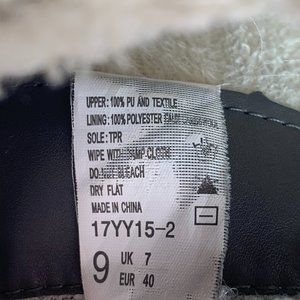 UPPER: 100% PU AND TEXTILE
LINING: 100% POLYESTER
SOLE: TPR
WIPE WITH DAMP CLOTH
DO NOT BLEACH
DRY FLAT
MADE IN CHINA
17YY15-2
9 UK 7
EUR 40